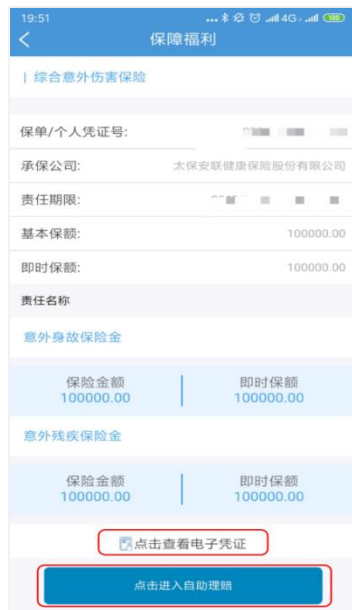 19:51
4G
100
保障福利
综合意外伤害保险
保单/个人凭证号:
承保公司: 太保安联健康保险股份有限公司
责任期限:
基本保额: 100000.00
即时保额: 100000.00
责任名称
意外身故保险金
保险金额 即时保额
100000.00 100000.00
意外残疾保险金
保险金额 即时保额
100000.00 100000.00
点击查看电子凭证
点击进入自助理赔